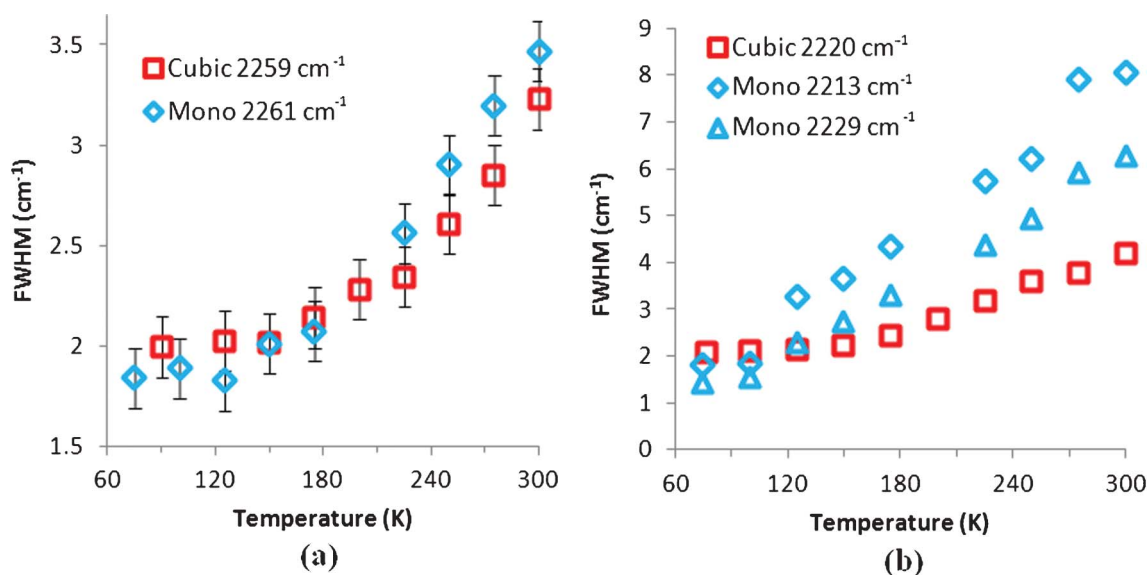 3.5
3
2.5
2
1.5
FWHM (cm⁻¹)
Cubic 2259 cm⁻¹
Mono 2261 cm⁻¹
60 120 180 240 300
Temperature (K)
(a)
9
8
7
6
5
4
3
2
1
0
FWHM (cm⁻¹)
Cubic 2220 cm⁻¹
Mono 2213 cm⁻¹
Mono 2229 cm⁻¹
60 120 180 240 300
Temperature (K)
(b)